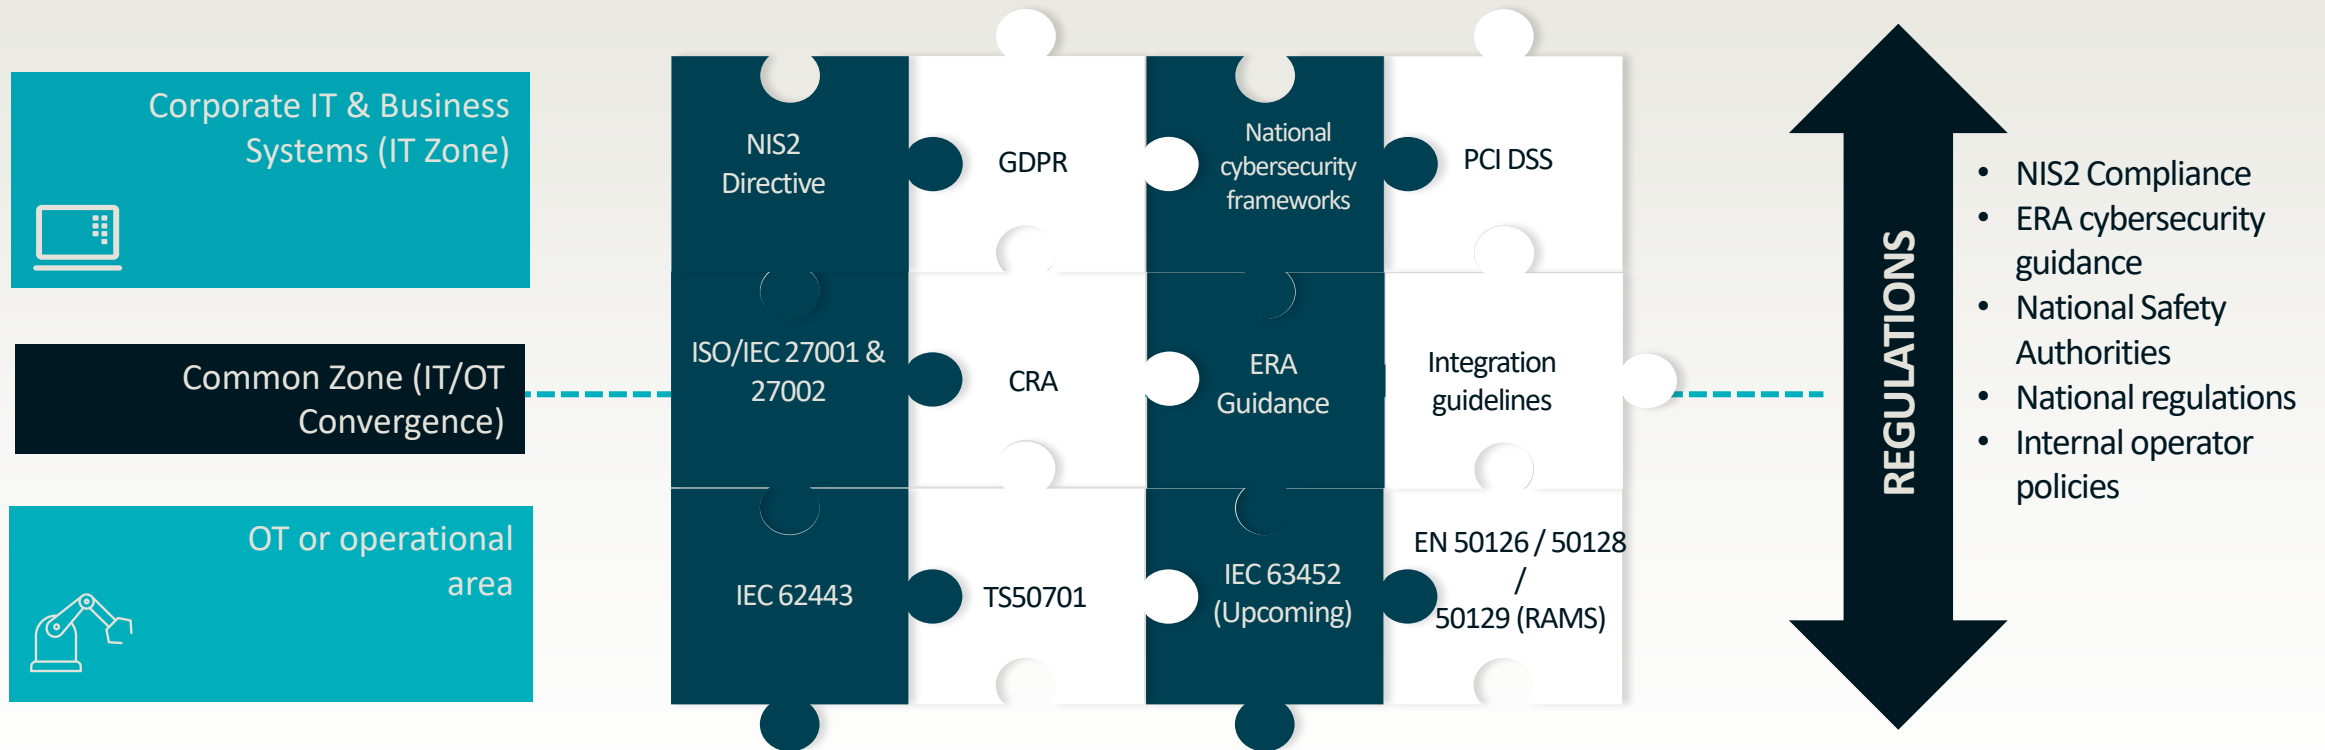 Corporate IT & Business
Systems (IT Zone)
NIS2
Directive
GDPR
National
cybersecurity
frameworks
PCI DSS
Common Zone (IT/OT
Convergence)
ISO/IEC 27001 &
27002
CRA
ERA
Guidance
Integration
guidelines
OT or operational
area
IEC 62443
TS50701
IEC 63452
(Upcoming)
EN 50126 / 50128
/
50129 (RAMS)
REGULATIONS
• NIS2 Compliance
• ERA cybersecurity
guidance
• National Safety
Authorities
• National regulations
• Internal operator
policies